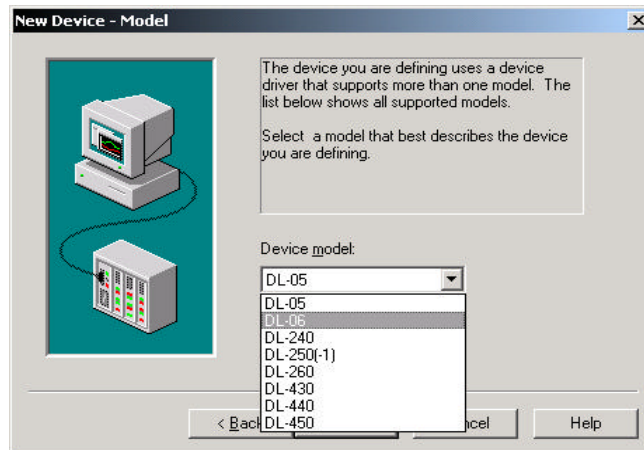 New Device - Model
The device you are defining uses a device
driver that supports more than one model. The
list below shows all supported models.
Select a model that best describes the device
you are defining.
Device model:
DL-05
DL-05
DL-06
DL-240
DL-250(-1)
DL-260
DL-430
DL-440
DL-450
< Bac
cel
Help